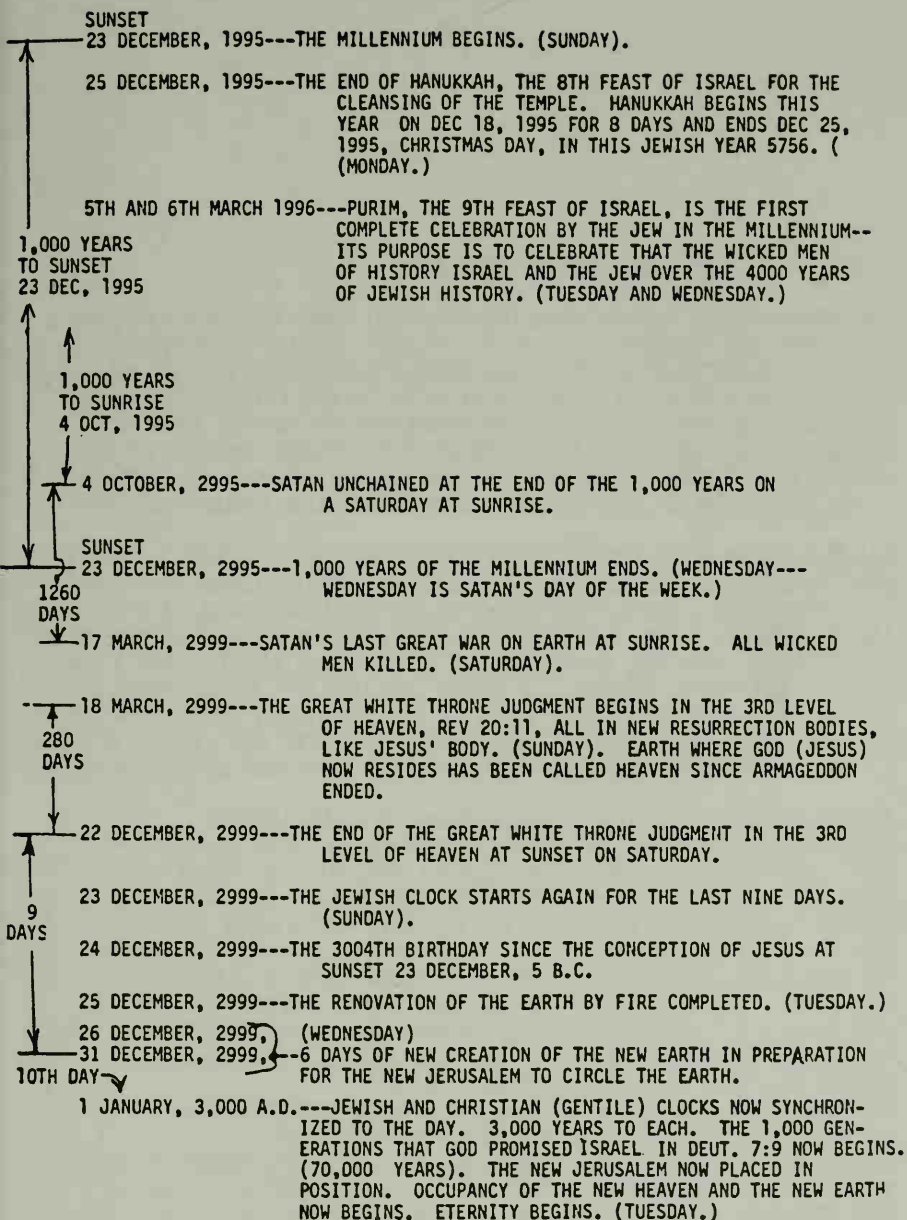 SUNSET
23 DECEMBER, 1995---THE MILLENNIUM BEGINS. (SUNDAY).
25 DECEMBER, 1995---THE END OF HANUKKAH, THE 8TH FEAST OF ISRAEL FOR THE
CLEANSING OF THE TEMPLE. HANUKKAH BEGINS THIS
YEAR ON DEC 18, 1995 FOR 8 DAYS AND ENDS DEC 25,
1995, CHRISTMAS DAY, IN THIS JEWISH YEAR 5756. (
(MONDAY.)
5TH AND 6TH MARCH 1996---PURIM, THE 9TH FEAST OF ISRAEL, IS THE FIRST
COMPLETE CELEBRATION BY THE JEW IN THE MILLENNIUM--
ITS PURPOSE IS TO CELEBRATE THAT THE WICKED MEN
OF HISTORY ISRAEL AND THE JEW OVER THE 4000 YEARS
OF JEWISH HISTORY. (TUESDAY AND WEDNESDAY.)
1,000 YEARS
TO SUNSET
23 DEC, 1995
1,000 YEARS
TO SUNRISE
4 OCT, 1995
4 OCTOBER, 2995---SATAN UNCHAINED AT THE END OF THE 1,000 YEARS ON
A SATURDAY AT SUNRISE.
SUNSET
23 DECEMBER, 2995---1,000 YEARS OF THE MILLENNIUM ENDS. (WEDNESDAY---
WEDNESDAY IS SATAN'S DAY OF THE WEEK.)
1260
DAYS
17 MARCH, 2999---SATAN'S LAST GREAT WAR ON EARTH AT SUNRISE. ALL WICKED
MEN KILLED. (SATURDAY).
18 MARCH, 2999---THE GREAT WHITE THRONE JUDGMENT BEGINS IN THE 3RD LEVEL
OF HEAVEN, REV 20:11, ALL IN NEW RESURRECTION BODIES,
LIKE JESUS' BODY. (SUNDAY). EARTH WHERE GOD (JESUS)
NOW RESIDES HAS BEEN CALLED HEAVEN SINCE ARMAGEDDON
ENDED.
280
DAYS
22 DECEMBER, 2999---THE END OF THE GREAT WHITE THRONE JUDGMENT IN THE 3RD
LEVEL OF HEAVEN AT SUNSET ON SATURDAY.
23 DECEMBER, 2999---THE JEWISH CLOCK STARTS AGAIN FOR THE LAST NINE DAYS.
(SUNDAY).
9
DAYS
24 DECEMBER, 2999---THE 3004TH BIRTHDAY SINCE THE CONCEPTION OF JESUS AT
SUNSET 23 DECEMBER, 5 B.C.
25 DECEMBER, 2999---THE RENOVATION OF THE EARTH BY FIRE COMPLETED. (TUESDAY.)
26 DECEMBER, 2999, (WEDNESDAY)
31 DECEMBER, 2999,--6 DAYS OF NEW CREATION OF THE NEW EARTH IN PREPARATION
FOR THE NEW JERUSALEM TO CIRCLE THE EARTH.
10TH DAY
1 JANUARY, 3,000 A.D.---JEWISH AND CHRISTIAN (GENTILE) CLOCKS NOW SYNCHRON-
IZED TO THE DAY. 3,000 YEARS TO EACH. THE 1,000 GEN-
ERATIONS THAT GOD PROMISED ISRAEL IN DEUT. 7:9 NOW BEGINS.
(70,000 YEARS). THE NEW JERUSALEM NOW PLACED IN
POSITION. OCCUPANCY OF THE NEW HEAVEN AND THE NEW EARTH
NOW BEGINS. ETERNITY BEGINS. (TUESDAY.)